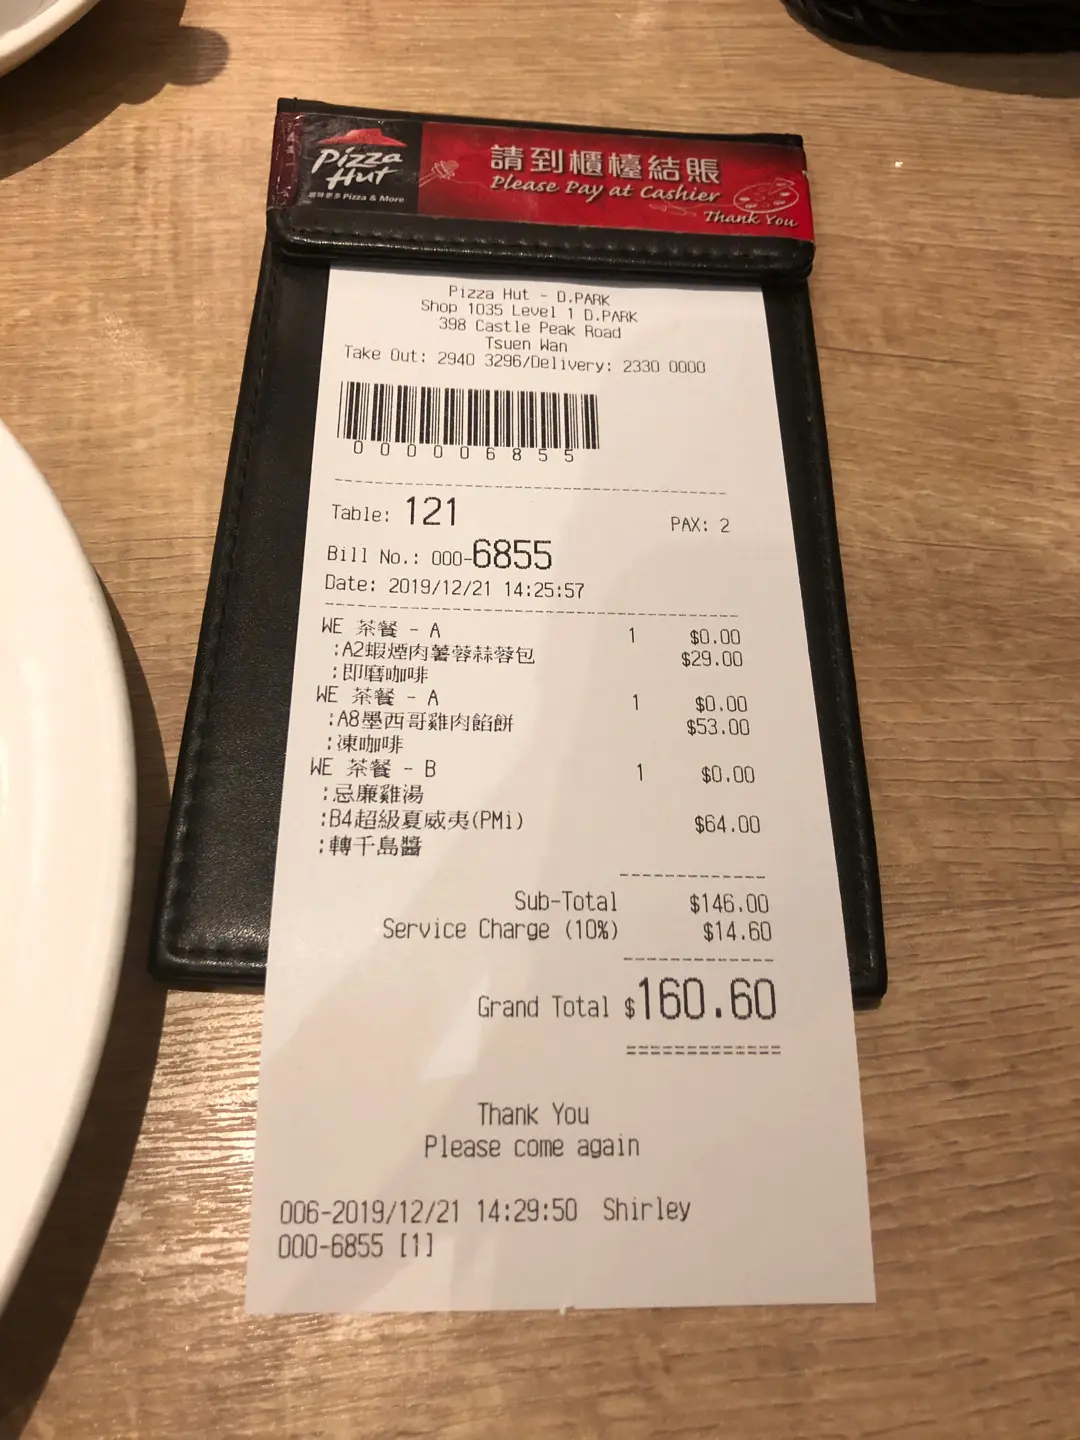 Pizza Hut
Pizza & More
請到櫃檯結賬
Please Pay at Cashier
Thank You
Pizza Hut - D.PARK
Shop 1035 Level 1 D.PARK
398 Castle Peak Road
Tsuen Wan
Take Out: 2940 3296/Delivery: 2330 0000
000006855
Table: 121 PAX: 2
Bill No.: 000-6855
Date: 2019/12/21 14:25:57
WE 茶餐 - A 1 $0.00
:A2蝦煙肉薯蓉蒜蓉包 $29.00
:即磨咖啡
WE 茶餐 - A 1 $0.00
:A8墨西哥雞肉餡餅 $53.00
:凍咖啡
WE 茶餐 - B 1 $0.00
:忌廉雞湯
:B4超級夏威夷(PMi) $64.00
:轉千島醬
Sub-Total $146.00
Service Charge (10%) $14.60
Grand Total $160.60
Thank You
Please come again
006-2019/12/21 14:29:50 Shirley
000-6855 [1]